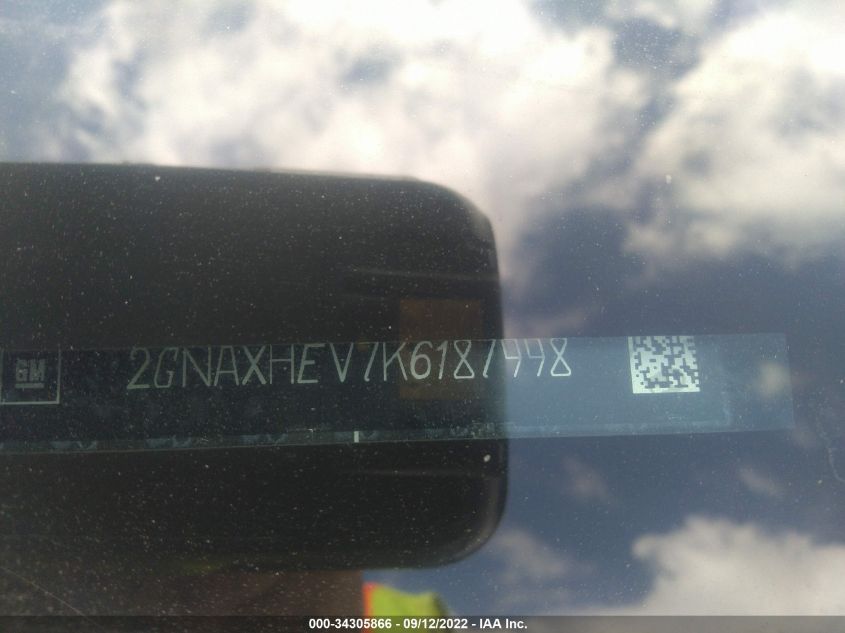 GM 2GNAXHEV7K6187998
000-34305866 - 09/12/2022 - IAA Inc.